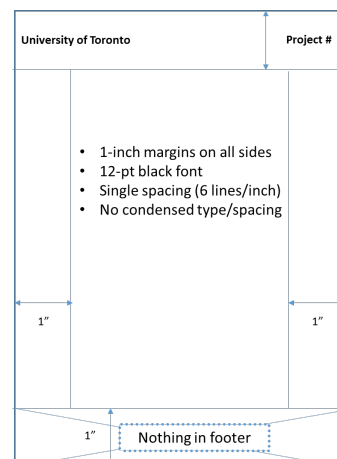 University of Toronto Project #
• 1-inch margins on all sides
• 12-pt black font
• Single spacing (6 lines/inch)
• No condensed type/spacing
1” 1”
1” Nothing in footer